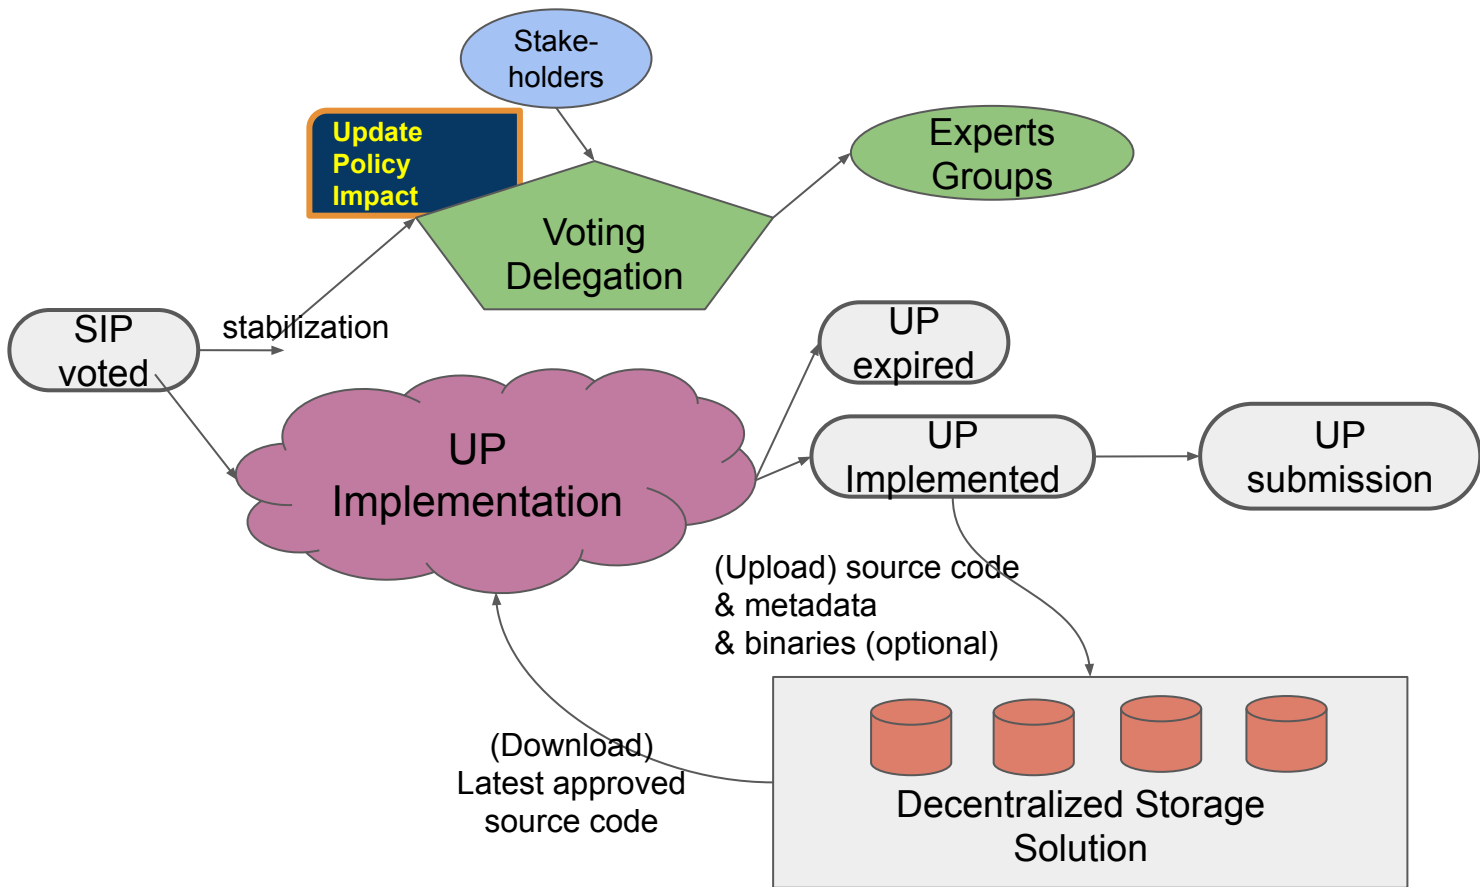 Stake-
holders
Update
Policy
Impact
Experts
Groups
Voting
Delegation
SIP
voted
stabilization
UP
expired
UP
Implementation
UP
Implemented
UP
submission
(Upload) source code
& metadata
& binaries (optional)
(Download)
Latest approved
source code
Decentralized Storage
Solution